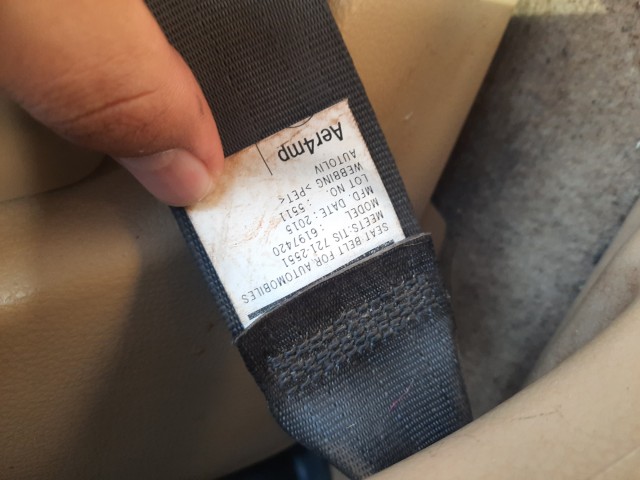 SEAT-BELT FOR AUTOMOBILES
MEETS:TIS 721-2551
MODEL : 6197420
MFD. DATE : 2015
LOT NO. : 5511
WEBBING >PET<
AUTOLIV
Aer4mp